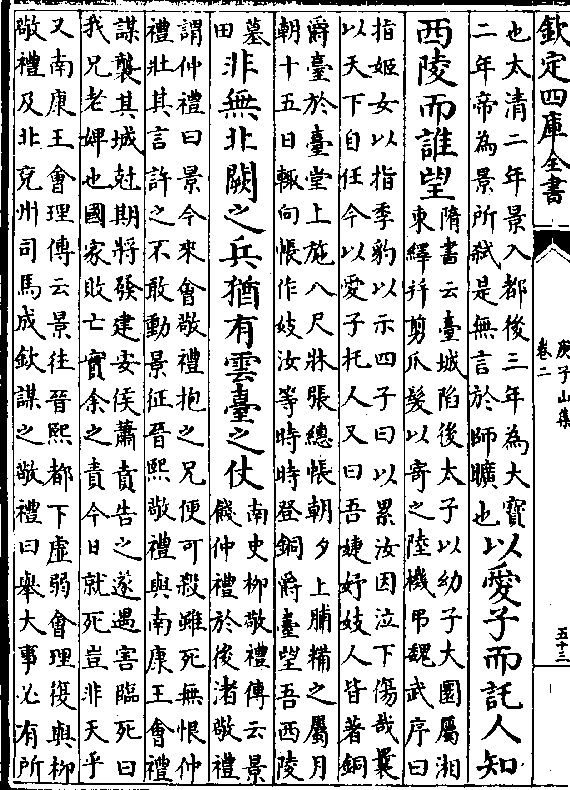 欽定四庫全書
庾子山集
卷二
五十三
也太清二年景入都後三年為大寶
二年帝為景所弑是無言於師曠也
以愛子而託人知
西陵而誰望
隋書云臺城陷後太子以幼子大圜屬湘
東繹并剪爪髮以寄之陸機弔魏武序曰
指姬女以指季豹以示四子曰以累汝因泣下傷哉曩
以天下自任今以愛子托人又曰吾婕妤妓人皆著銅
爵臺於臺堂上施八尺牀張總帳朝夕上脯糒之屬月
朝十五日輒向帳作妓汝等時時登銅爵臺望吾西陵
墓
田
非無北闕之兵猶有雲臺之仗
南史柳敬禮傳云景
餞仲禮於後渚敬禮
謂仲禮曰景今來會敬禮抱之兄便可殺雖死無恨仲
禮壯其言許之不敢動景征晉熙敬禮與南康王會禮
謀襲其城尅期將發建安侯蕭賁告之遂遇害臨死曰
我兄老婢也國家敗亡實余之責今日就死豈非天乎
又南康王會理傳云景往晉熙都下虛弱會理復與柳
敬禮及北兖州司馬成欽謀之敬禮曰舉大事必有所